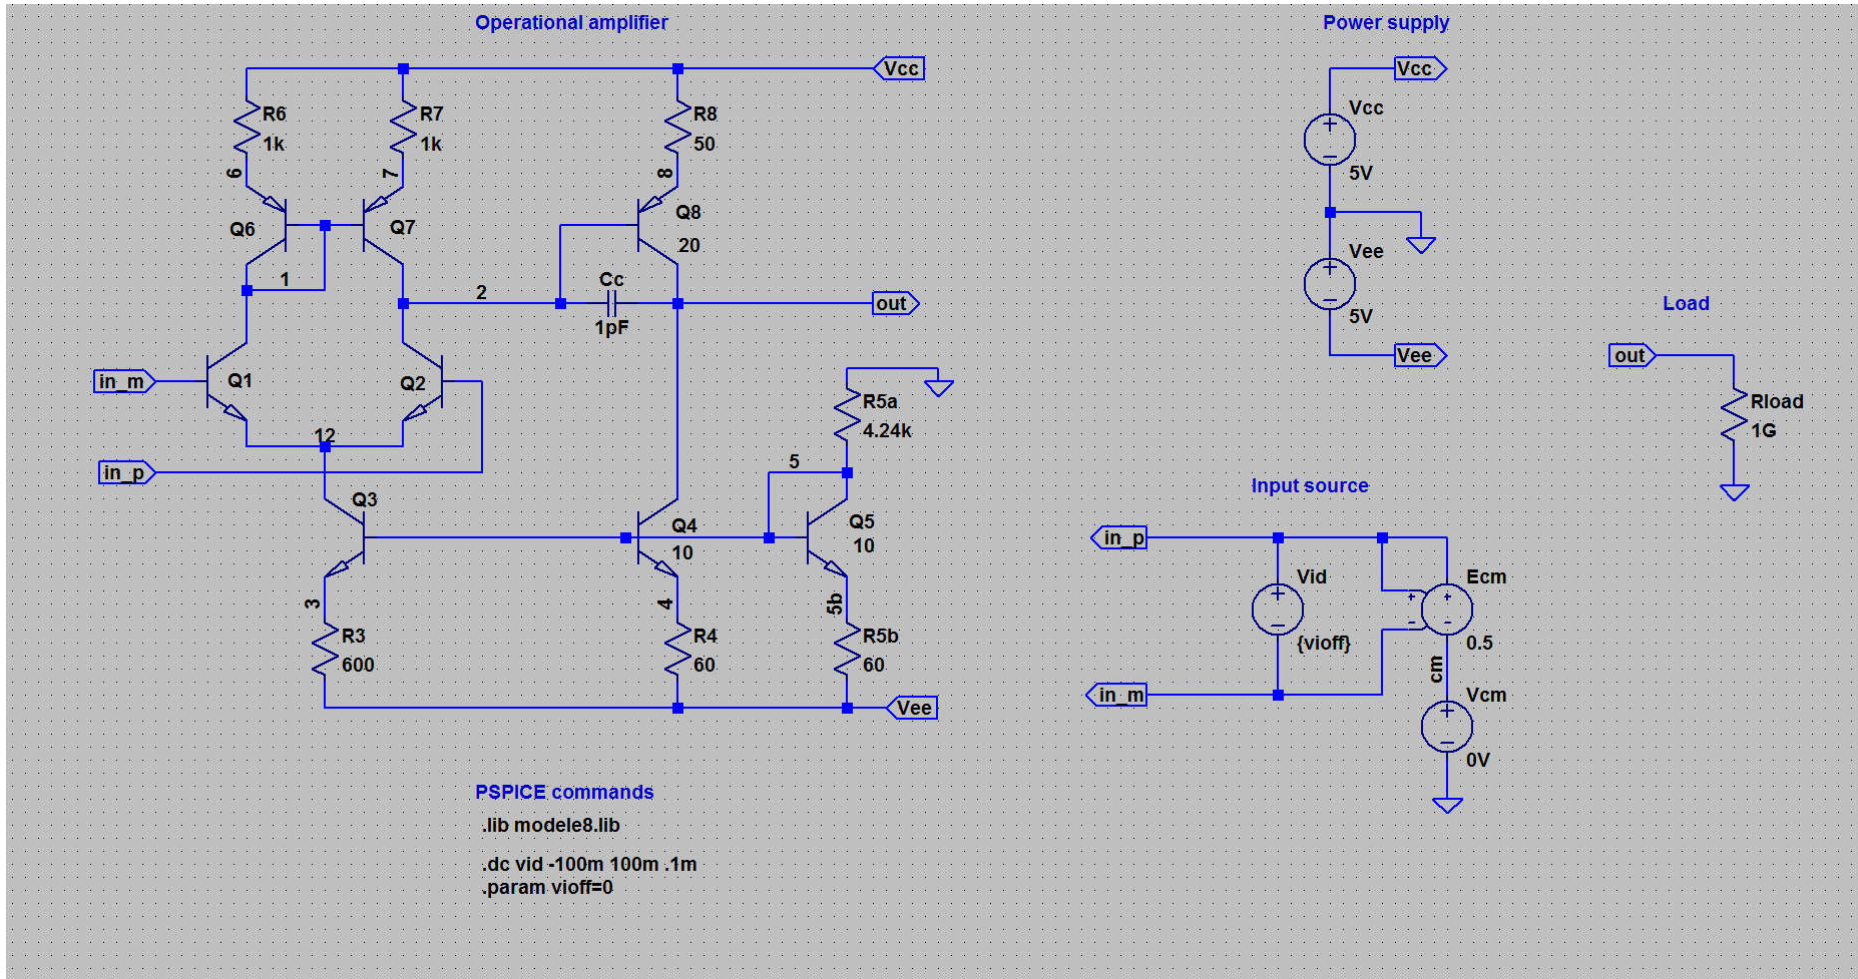 Operational amplifier
Power supply
Vcc
Vcc
R6
1k
R7
1k
R8
50
Vcc
5V
6
7
8
Q6
Q7
Q8
20
Vee
5V
1
2
Cc
1pF
out
Load
Vee
out
in_m
Q1
Q2
R5a
4.24k
Rload
1G
12
in_p
5
Input source
Q3
Q4
10
Q5
10
in_p
Vid
{vioff}
Ecm
0.5
3
4
5b
R3
600
R4
60
R5b
60
cm
in_m
Vcm
0V
Vee
PSPICE commands
.lib modele8.lib
.dc vid -100m 100m .1m
.param vioff=0